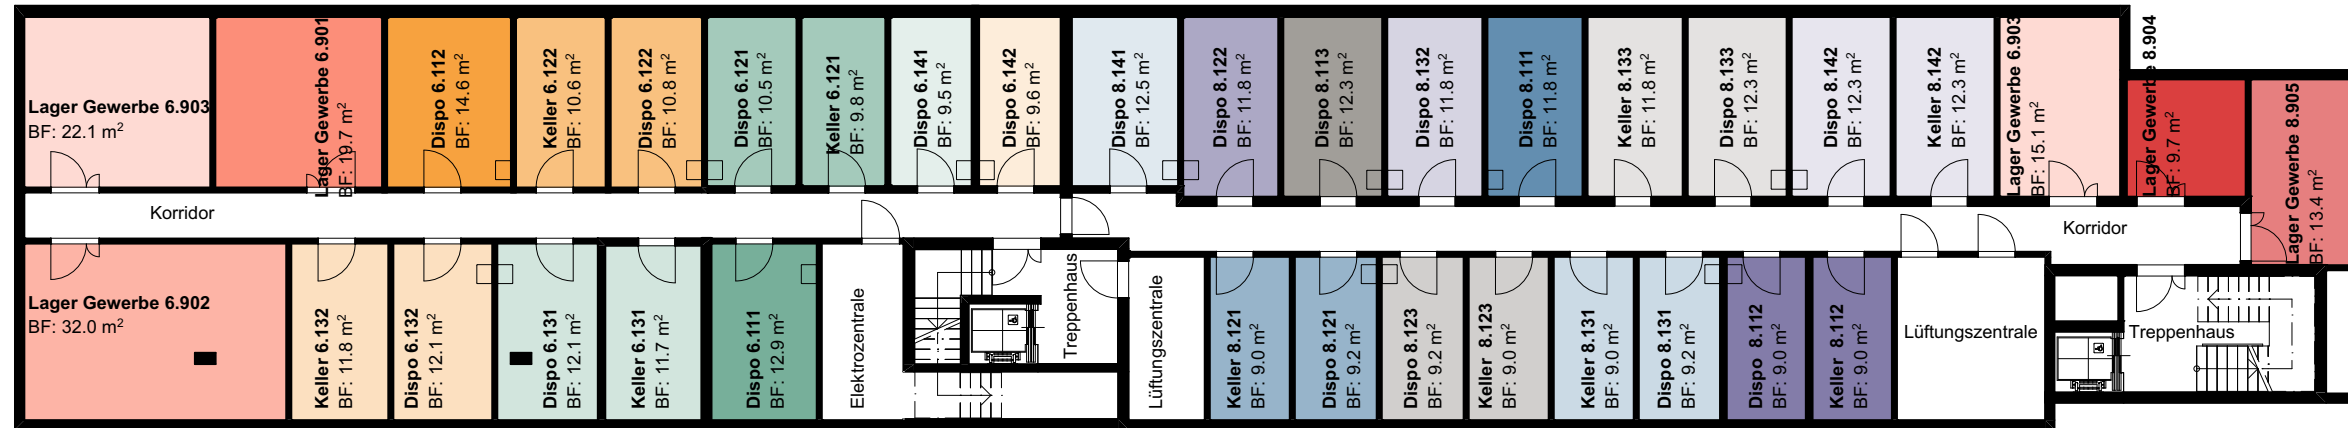 Lager Gewerbe 6.903
BF: 22.1 m²
Lager Gewerbe 6.901
BF: 19.7 m²
Dispo 6.112
BF: 14.6 m²
Keller 6.122
BF: 10.6 m²
Dispo 6.122
BF: 10.8 m²
Dispo 6.121
BF: 10.5 m²
Keller 6.121
BF: 9.8 m²
Dispo 6.141
BF: 9.5 m²
Dispo 6.142
BF: 9.6 m²
Dispo 8.141
BF: 12.5 m²
Dispo 8.122
BF: 11.8 m²
Dispo 8.113
BF: 12.3 m²
Dispo 8.132
BF: 11.8 m²
Dispo 8.111
BF: 11.8 m²
Keller 8.133
BF: 11.8 m²
Dispo 8.133
BF: 12.3 m²
Dispo 8.142
BF: 12.3 m²
Keller 8.142
BF: 12.3 m²
Lager Gewerbe 6.903
BF: 15.1 m²
Lager Gewerbe 8.904
BF: 9.7 m²
Lager Gewerbe 8.905
BF: 13.4 m²
Korridor
Korridor
Lager Gewerbe 6.902
BF: 32.0 m²
Keller 6.132
BF: 11.8 m²
Dispo 6.132
BF: 12.1 m²
Dispo 6.131
BF: 12.1 m²
Keller 6.131
BF: 11.7 m²
Dispo 6.111
BF: 12.9 m²
Elektrozentrale
Treppenhaus
Lüftungszentrale
Keller 8.121
BF: 9.0 m²
Dispo 8.121
BF: 9.2 m²
Dispo 8.123
BF: 9.2 m²
Keller 8.123
BF: 9.0 m²
Keller 8.131
BF: 9.0 m²
Dispo 8.131
BF: 9.2 m²
Dispo 8.112
BF: 9.0 m²
Keller 8.112
BF: 9.0 m²
Lüftungszentrale
Treppenhaus